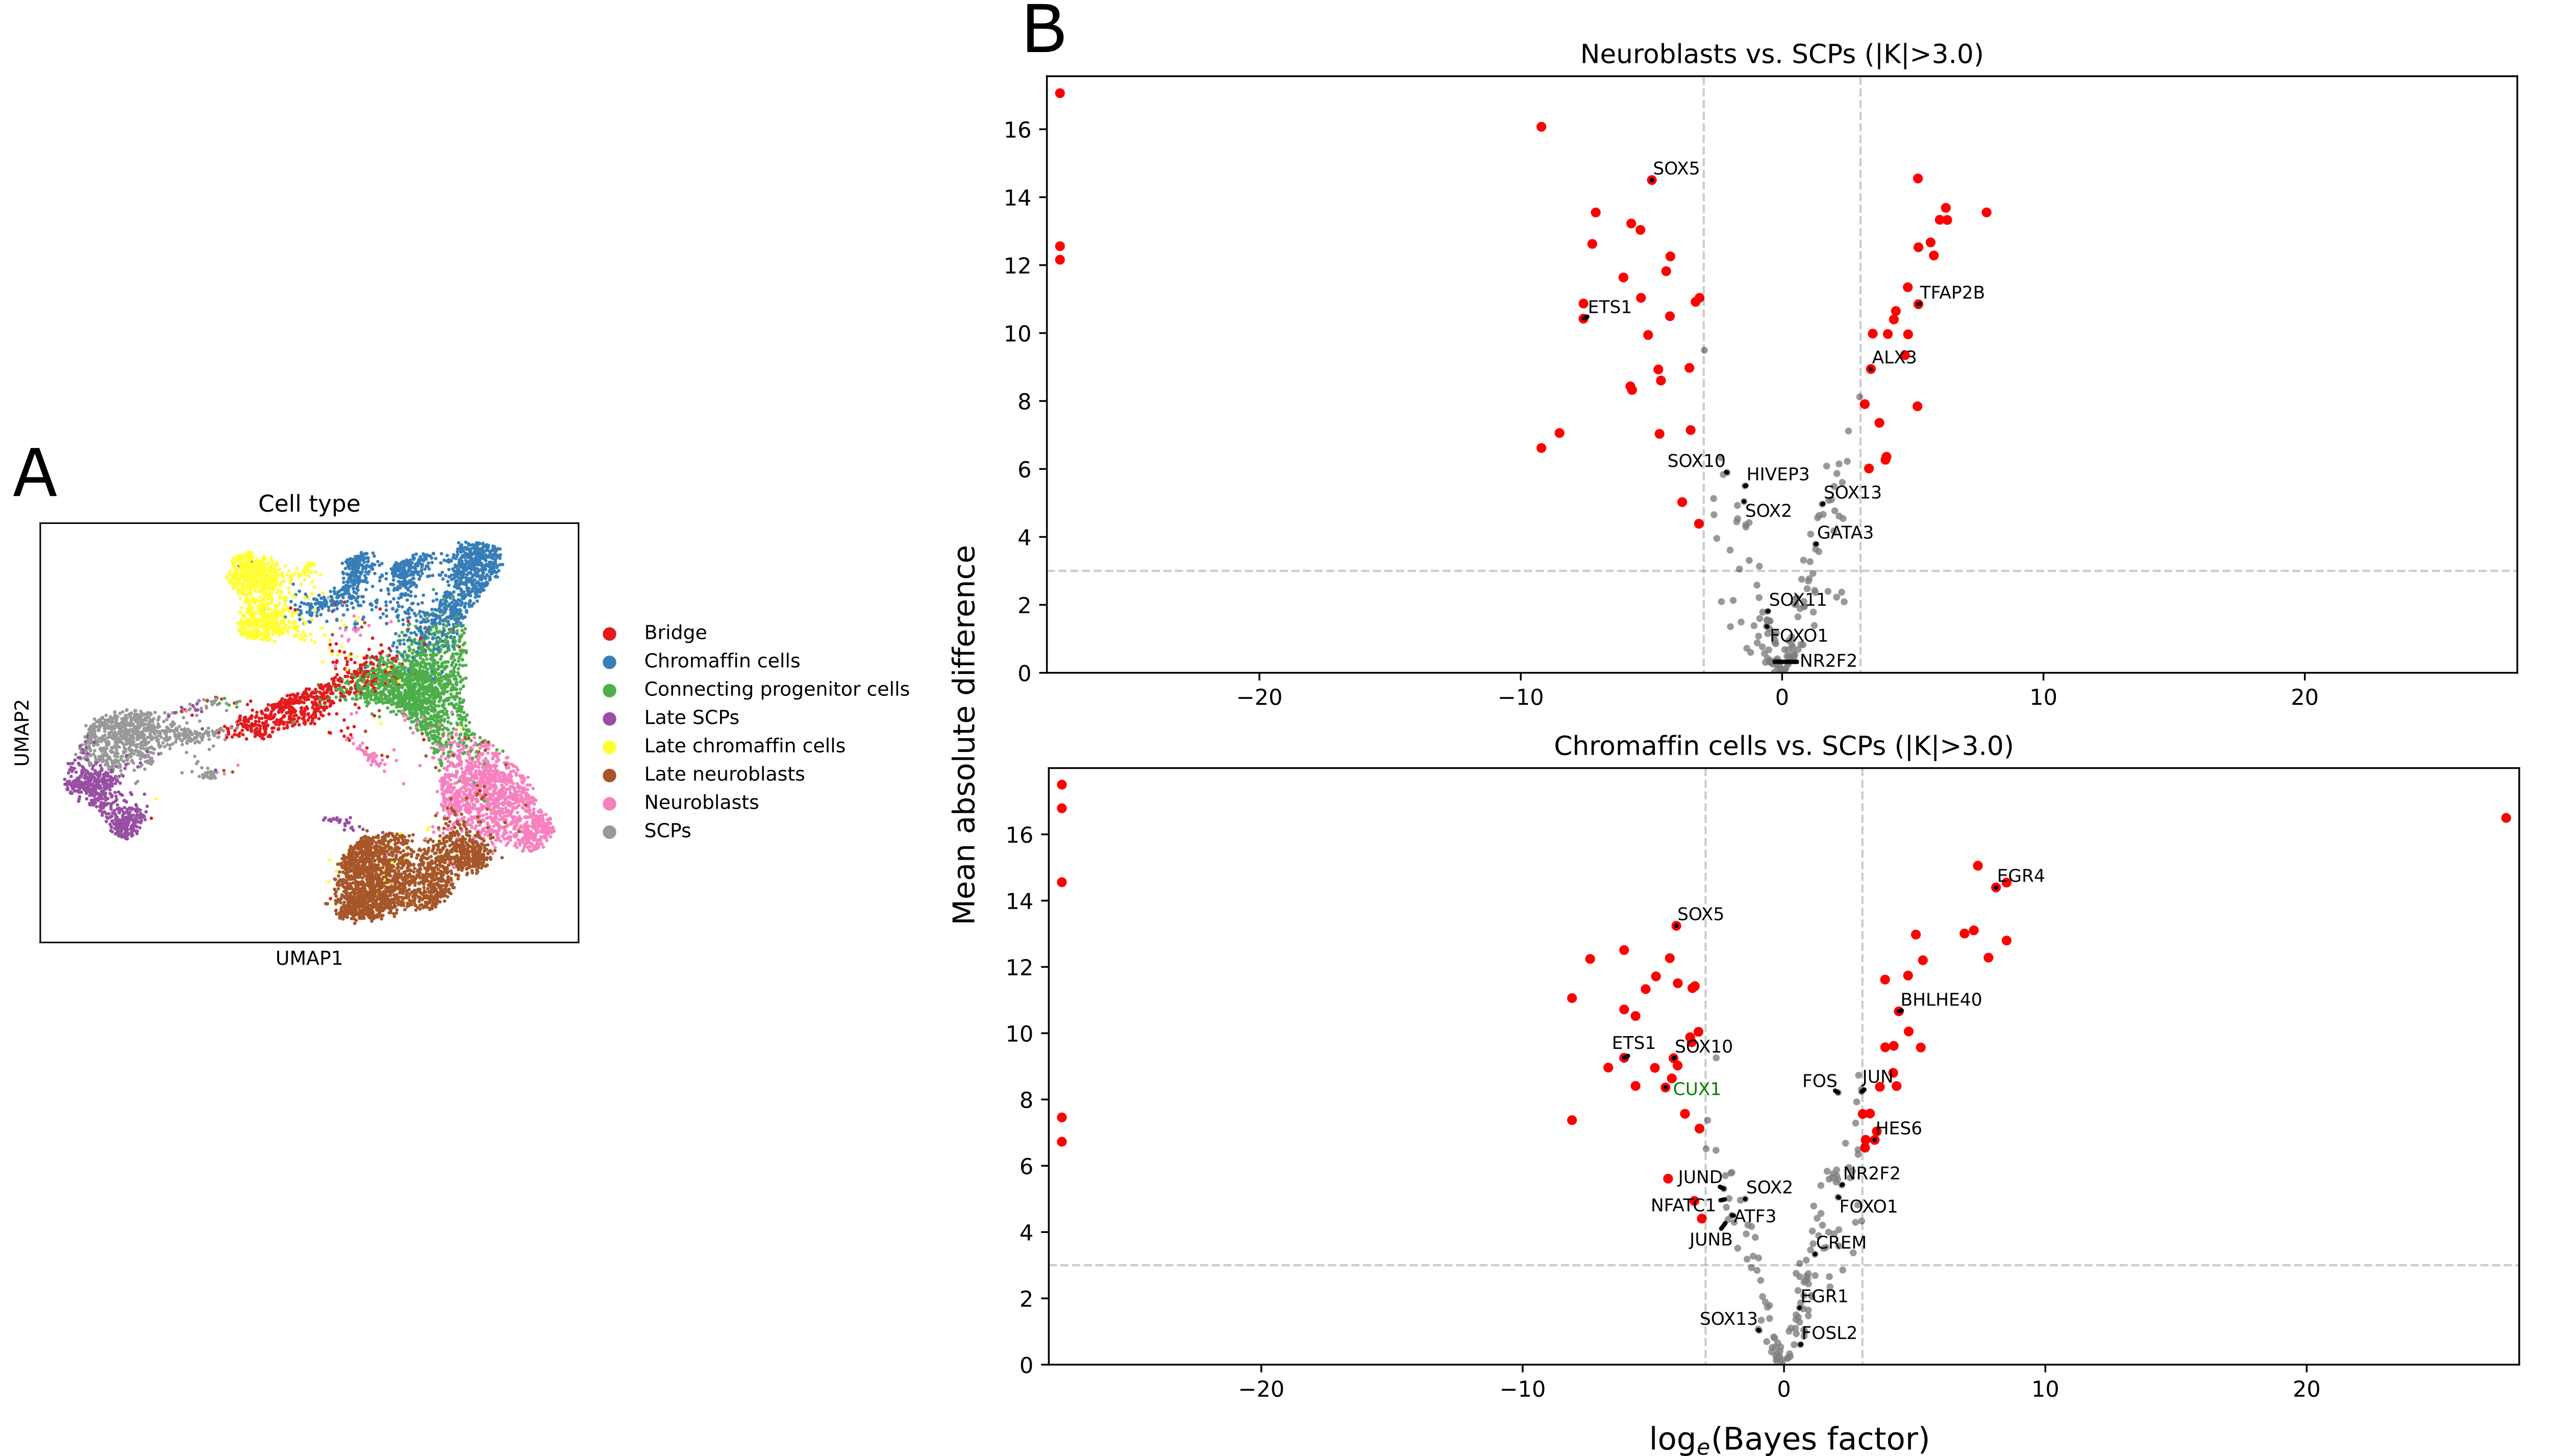 A
Cell type
UMAP2
UMAP1
Bridge
Chromaffin cells
Connecting progenitor cells
Late SCPs
Late chromaffin cells
Late neuroblasts
Neuroblasts
SCPs
B
Mean absolute difference
Neuroblasts vs. SCPs (|K|>3.0)
16
14
12
10
8
6
4
2
0
SOX5
ETS1
TFAP2B
ALX3
SOX10
HIVEP3
SOX13
SOX2
GATA3
SOX11
FOXO1
NR2F2
−20
−10
0
10
20
Chromaffin cells vs. SCPs (|K|>3.0)
16
14
12
10
8
6
4
2
0
EGR4
SOX5
BHLHE40
ETS1
SOX10
CUX1
FOS
JUN
HES6
JUND
SOX2
NR2F2
NFATC1
ATF3
FOXO1
JUNB
CREM
EGR1
SOX13
FOSL2
−20
−10
0
10
20
logₑ(Bayes factor)